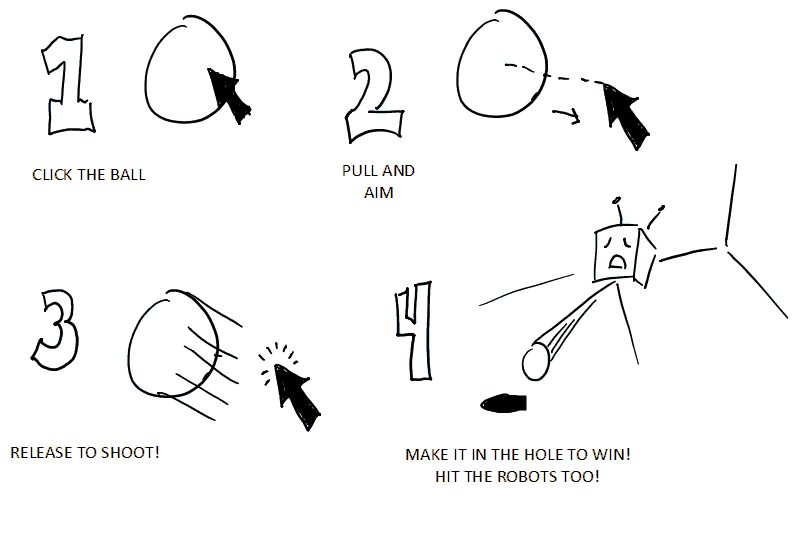 1
CLICK THE BALL
2
PULL AND
AIM
3
RELEASE TO SHOOT!
4
MAKE IT IN THE HOLE TO WIN!
HIT THE ROBOTS TOO!